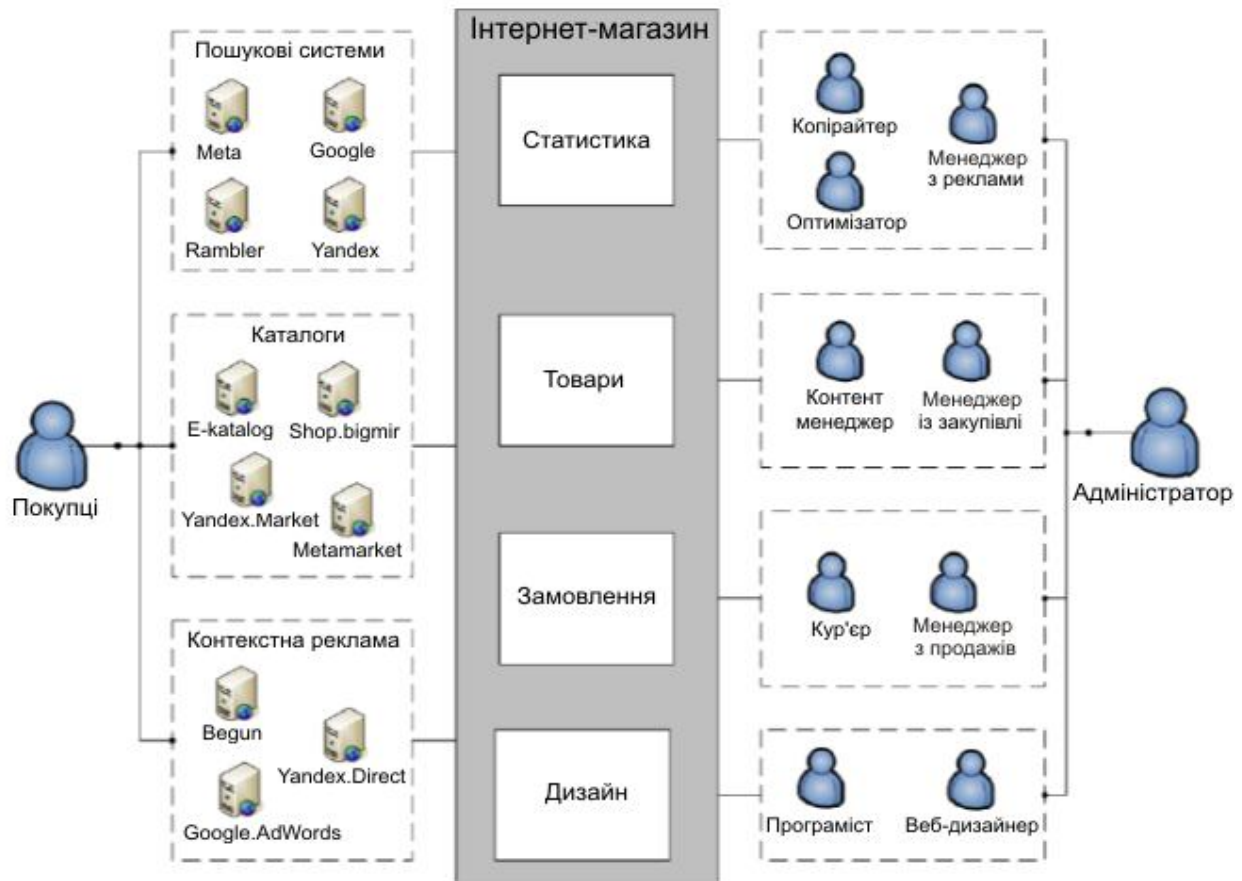 Інтернет-магазин
Пошукові системи
Meta
Google
Rambler
Yandex
Каталоги
E-katalog
Shop.bigmir
Yandex.Market
Metamarket
Контекстна реклама
Begun
Yandex.Direct
Google.AdWords
Покупці
Статистика
Товари
Замовлення
Дизайн
Копірайтер
Менеджер
з реклами
Оптимізатор
Контент
менеджер
Менеджер
із закупівлі
Кур'єр
Менеджер
з продажів
Програміст
Веб-дизайнер
Адміністратор